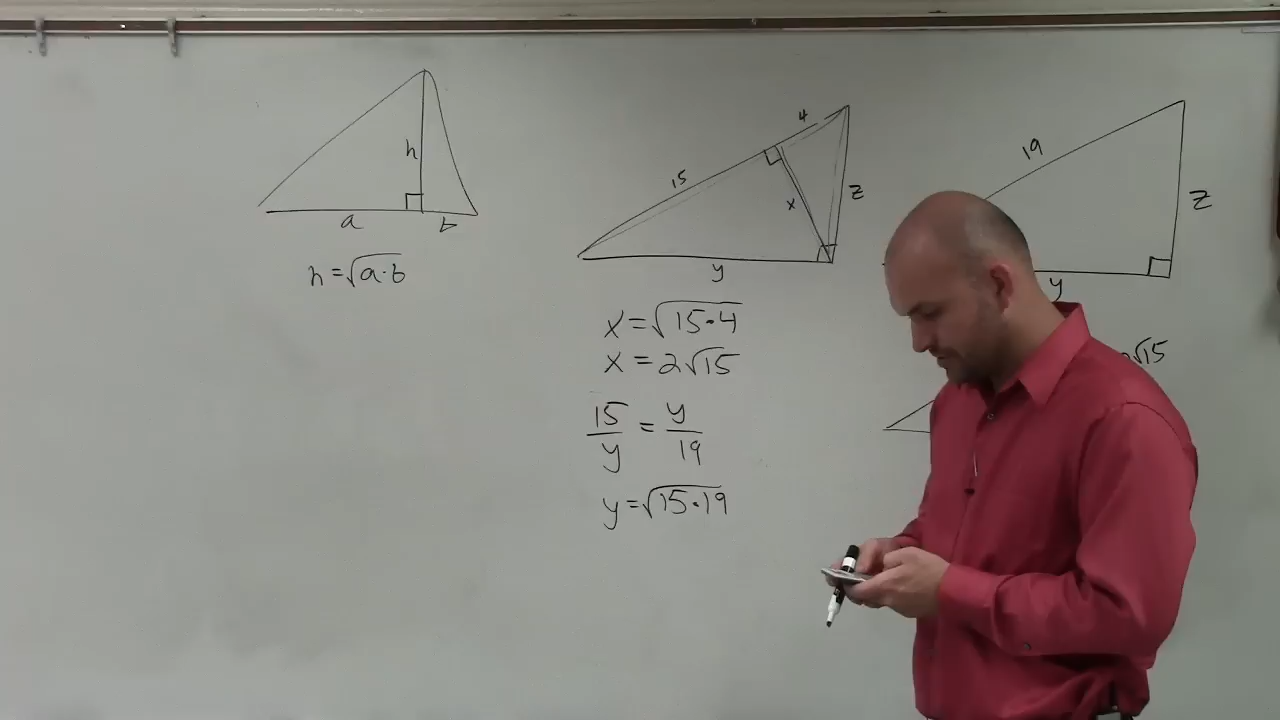 h
a
b
h = √a·b
15
4
x
z
y
x = √15·4
x = 2√15
15/y = y/19
y = √15·19
19
z
y
√15